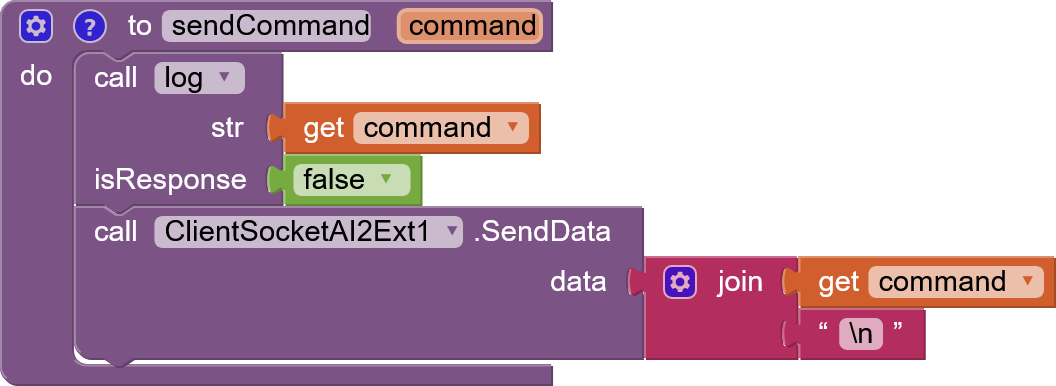 ? to sendCommand command
do call log
str get command
isResponse false
call ClientSocketAI2Ext1 .SendData
data join get command
“ \n ”